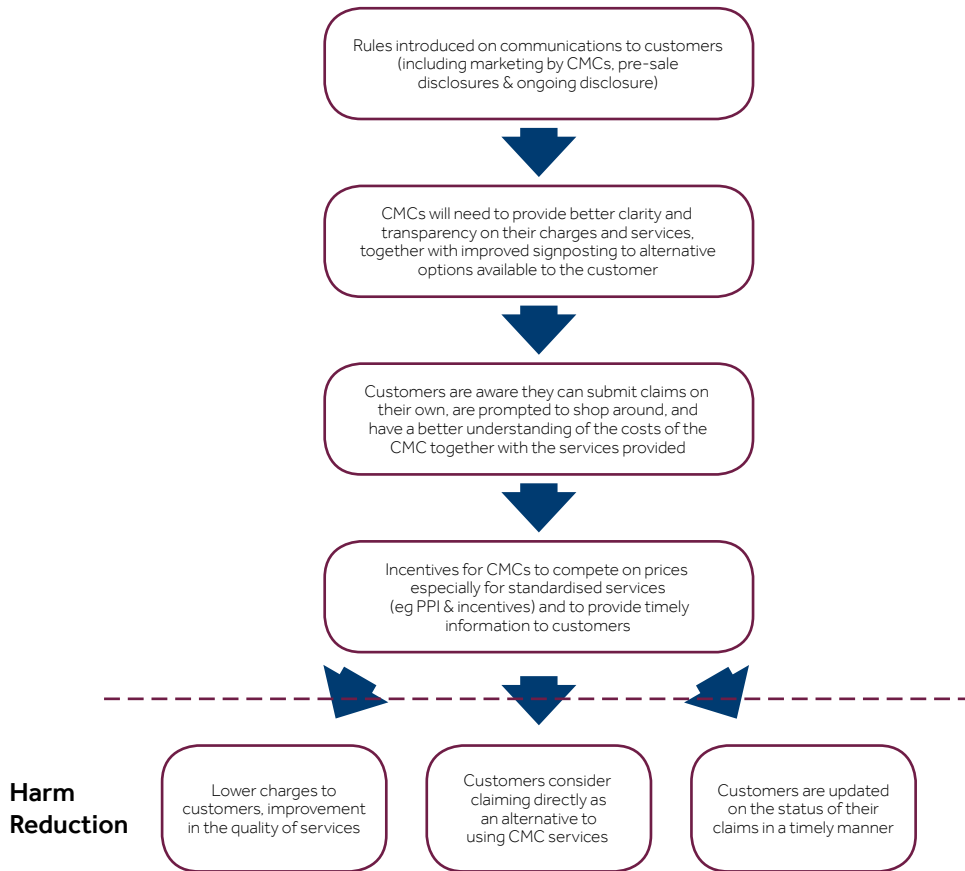 Rules introduced on communications to customers
(including marketing by CMCs, pre-sale
disclosures & ongoing disclosure)
CMCs will need to provide better clarity and
transparency on their charges and services,
together with improved signposting to alternative
options available to the customer
Customers are aware they can submit claims on
their own, are prompted to shop around, and
have a better understanding of the costs of the
CMC together with the services provided
Incentives for CMCs to compete on prices
especially for standardised services
(eg PPI & incentives) and to provide timely
information to customers
Harm
Reduction
Lower charges to
customers, improvement
in the quality of services
Customers consider
claiming directly as
an alternative to
using CMC services
Customers are updated
on the status of their
claims in a timely manner